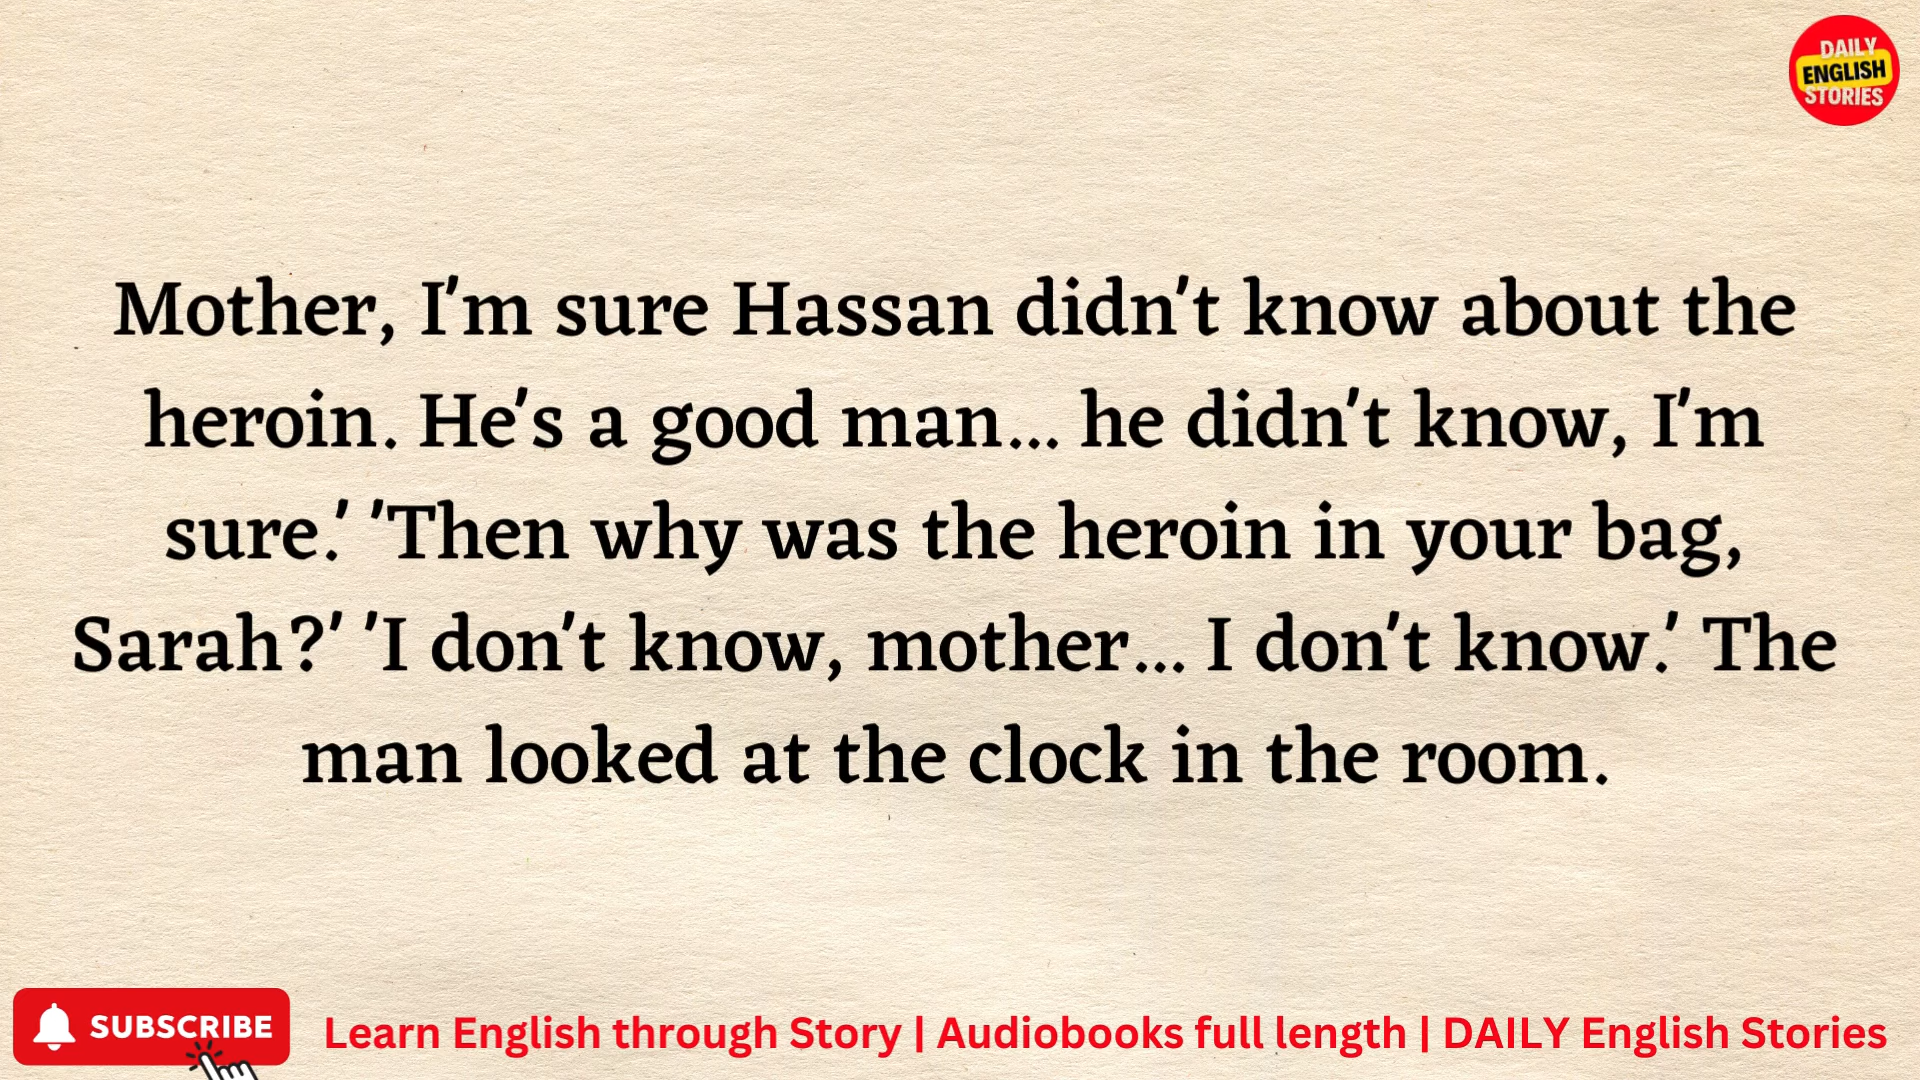 DAILY
ENGLISH
STORIES
Mother, I'm sure Hassan didn't know about the
heroin. He's a good man... he didn't know, I'm
sure.' 'Then why was the heroin in your bag,
Sarah?' 'I don't know, mother... I don't know.' The
man looked at the clock in the room.
SUBSCRIBE
Learn English through Story | Audiobooks full length | DAILY English Stories